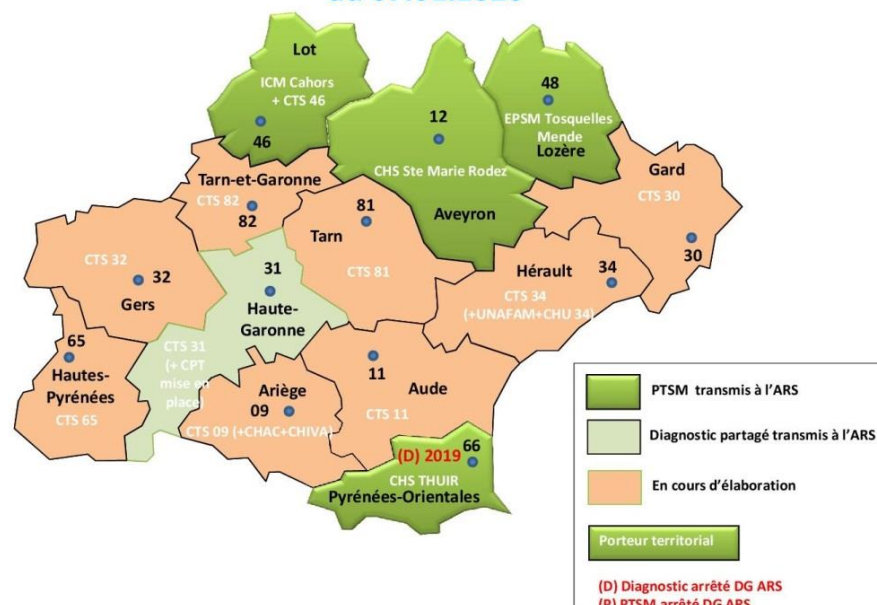 Lot
ICM Cahors
+ CTS 46
46
12
CHS Ste Marie Rodez
Aveyron
48
EPSM Tosquelles
Mende
Lozère
Gard
CTS 30
30
Tarn-et-Garonne
CTS 82
82
81
Tarn
CTS 81
CTS 32
32
Gers
31
Haute-
Garonne
CTS 31
(+ CPT
mise en
place)
Hérault
34
CTS 34
(+UNAFAM+CHU 34)
65
Hautes-
Pyrénées
CTS 65
Ariège
09
CTS 09 (+CHAC+CHIVA)
11
Aude
CTS 11
(D) 2019
66
CHS THUIR
Pyrénées-Orientales
PTSM transmis à l'ARS
Diagnostic partagé transmis à l'ARS
En cours d'élaboration
Porteur territorial
(D) Diagnostic arrêté DG ARS
(P) PTSM arrêté DG ARS